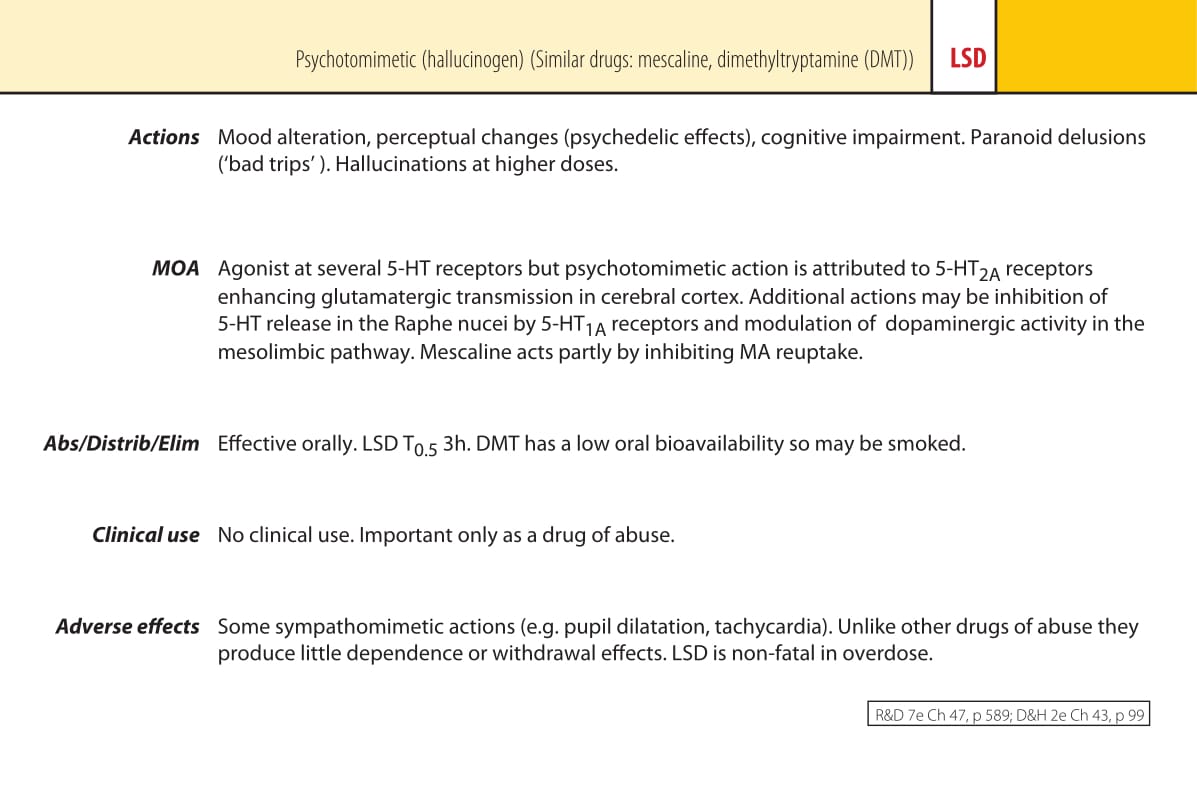 Psychotomimetic (hallucinogen) (Similar drugs: mescaline, dimethyltryptamine (DMT)) LSD
Actions Mood alteration, perceptual changes (psychedelic effects), cognitive impairment. Paranoid delusions
(‘bad trips’ ). Hallucinations at higher doses.
MOA Agonist at several 5-HT receptors but psychotomimetic action is attributed to 5-HT2A receptors
enhancing glutamatergic transmission in cerebral cortex. Additional actions may be inhibition of
5-HT release in the Raphe nucei by 5-HT1A receptors and modulation of dopaminergic activity in the
mesolimbic pathway. Mescaline acts partly by inhibiting MA reuptake.
Abs/Distrib/Elim Effective orally. LSD T0.5 3h. DMT has a low oral bioavailability so may be smoked.
Clinical use No clinical use. Important only as a drug of abuse.
Adverse effects Some sympathomimetic actions (e.g. pupil dilatation, tachycardia). Unlike other drugs of abuse they
produce little dependence or withdrawal effects. LSD is non-fatal in overdose.
R&D 7e Ch 47, p 589; D&H 2e Ch 43, p 99